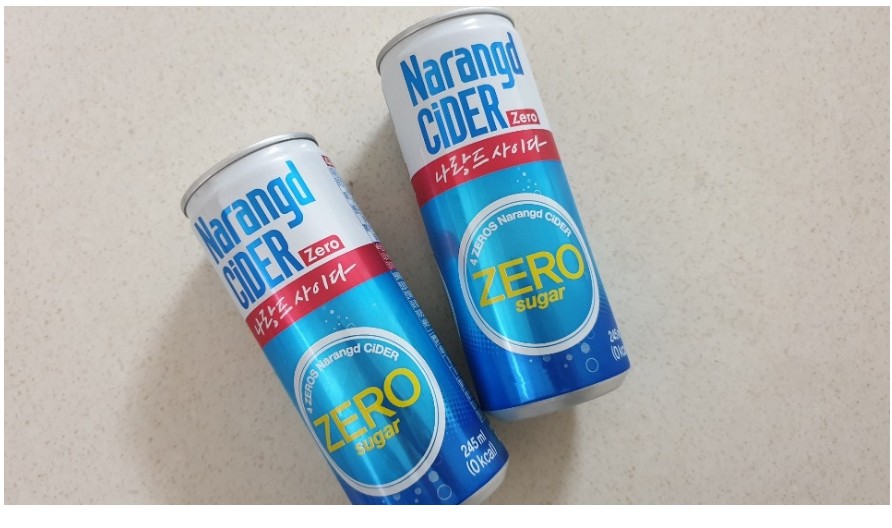 Narangd
CiDER
Zero
나랑드 사이다
4 ZEROS Narangd CiDER
ZERO
sugar
245 ml
(0 kcal)
Narangd
CiDER
Zero
나랑드 사이다
4 ZEROS Narangd CiDER
ZERO
sugar
245
(0